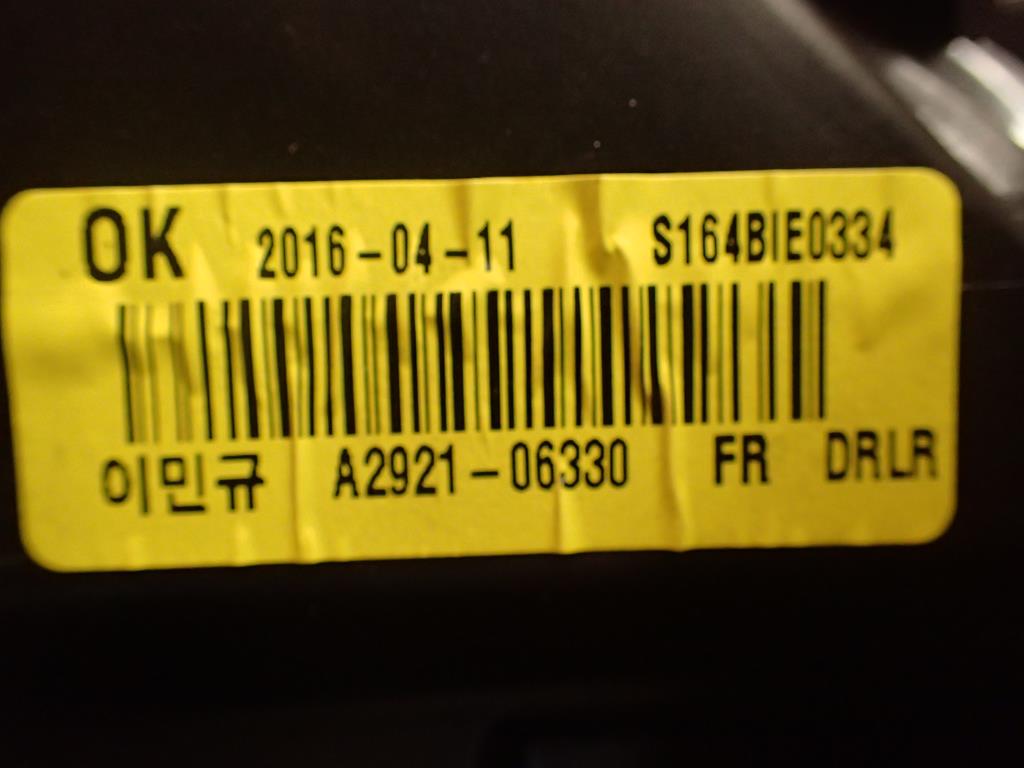 OK 2016-04-11 S164BIE0334
이민규 A2921-06330 FR DRLR